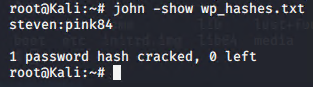 root@Kali:~# john -show wp_hashes.txt
steven:pink84

1 password hash cracked, 0 left
root@Kali:~#